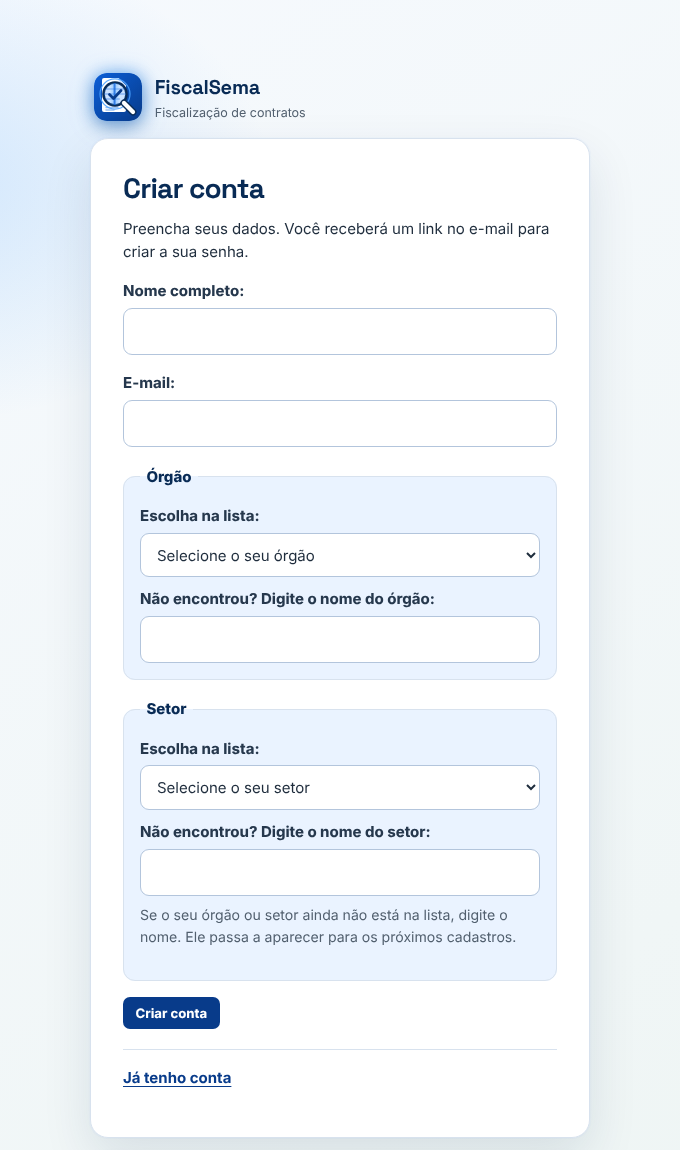 FiscalSema
Fiscalização de contratos
Criar conta
Preencha seus dados. Você receberá um link no e-mail para
criar a sua senha.
Nome completo:
E-mail:
Órgão
Escolha na lista:
Selecione o seu órgão
Não encontrou? Digite o nome do órgão:
Setor
Escolha na lista:
Selecione o seu setor
Não encontrou? Digite o nome do setor:
Se o seu órgão ou setor ainda não está na lista, digite o
nome. Ele passa a aparecer para os próximos cadastros.
Criar conta
Já tenho conta